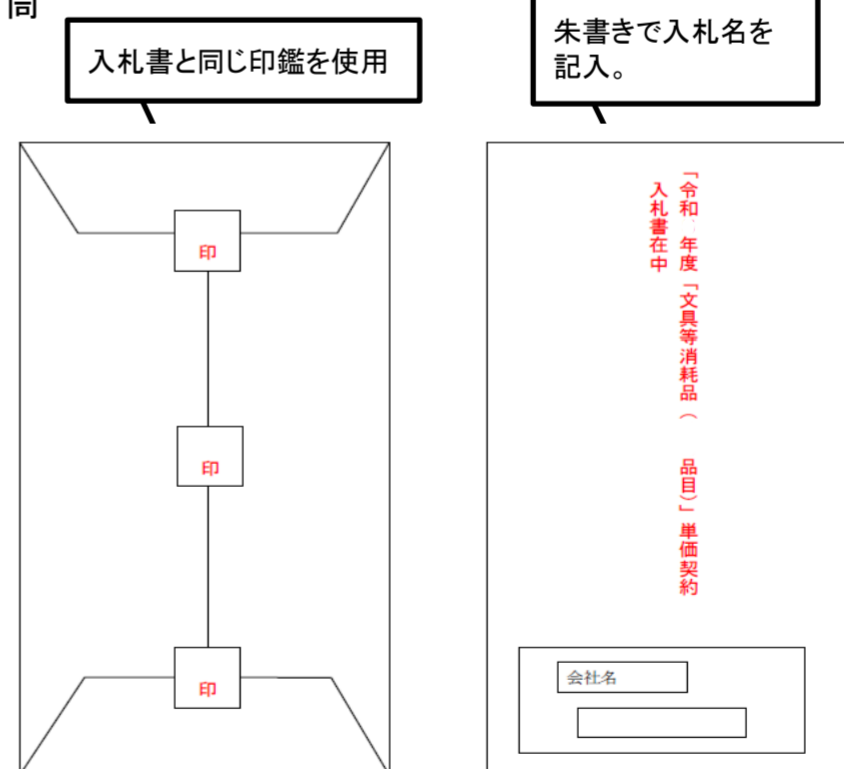 入札書と同じ印鑑を使用
朱書きで入札名を
記入。
印
印
印
「令和 年度「文具等消耗品( 品目)」単価契約
入札書在中
会社名